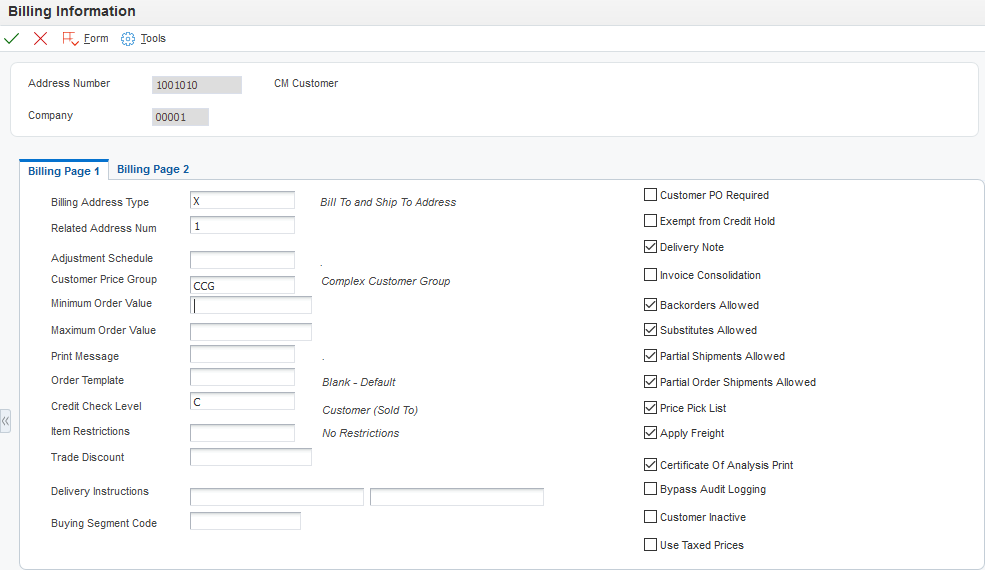 Billing Information
Form Tools
Address Number 1001010 CM Customer
Company 00001
Billing Page 1 Billing Page 2
Billing Address Type X Bill To and Ship To Address
Related Address Num 1
Adjustment Schedule .
Customer Price Group CCG Complex Customer Group
Minimum Order Value
Maximum Order Value
Print Message .
Order Template Blank - Default
Credit Check Level C Customer (Sold To)
Item Restrictions No Restrictions
Trade Discount
Delivery Instructions
Buying Segment Code
Customer PO Required
Exempt from Credit Hold
Delivery Note
Invoice Consolidation
Backorders Allowed
Substitutes Allowed
Partial Shipments Allowed
Partial Order Shipments Allowed
Price Pick List
Apply Freight
Certificate Of Analysis Print
Bypass Audit Logging
Customer Inactive
Use Taxed Prices